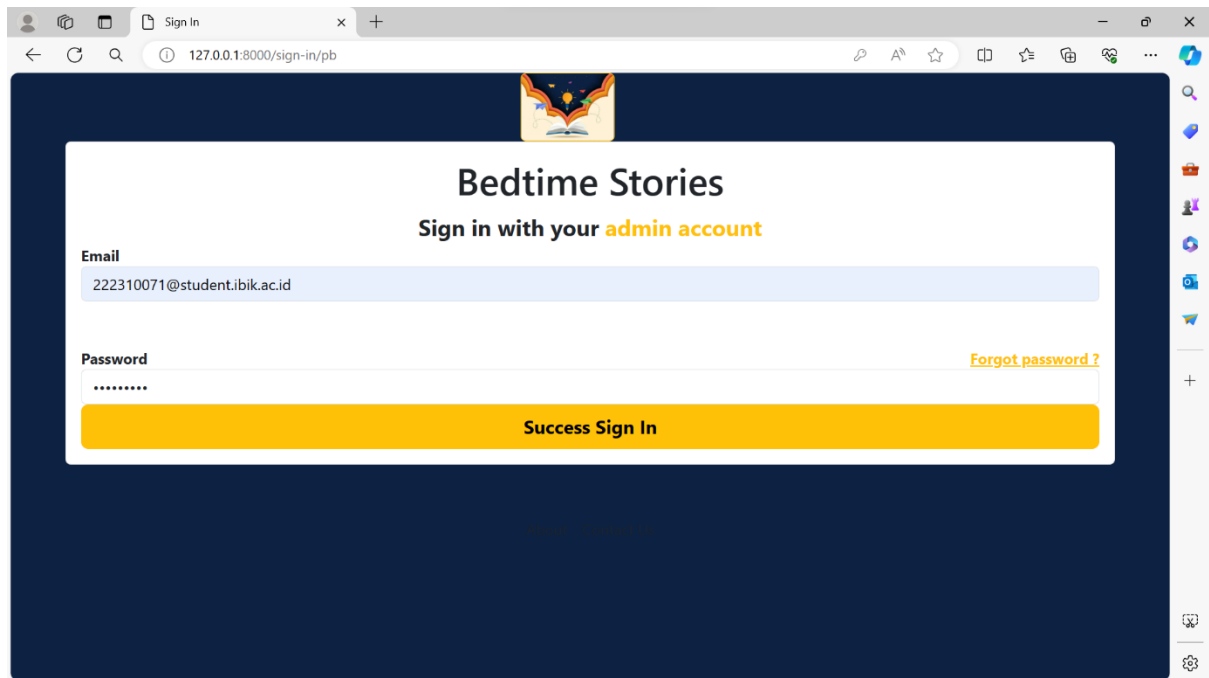 Sign In
127.0.0.1:8000/sign-in/pb
Bedtime Stories
Sign in with your admin account
Email
222310071@student.ibik.ac.id
Password
Forgot password ?
•••••••••
Success Sign In